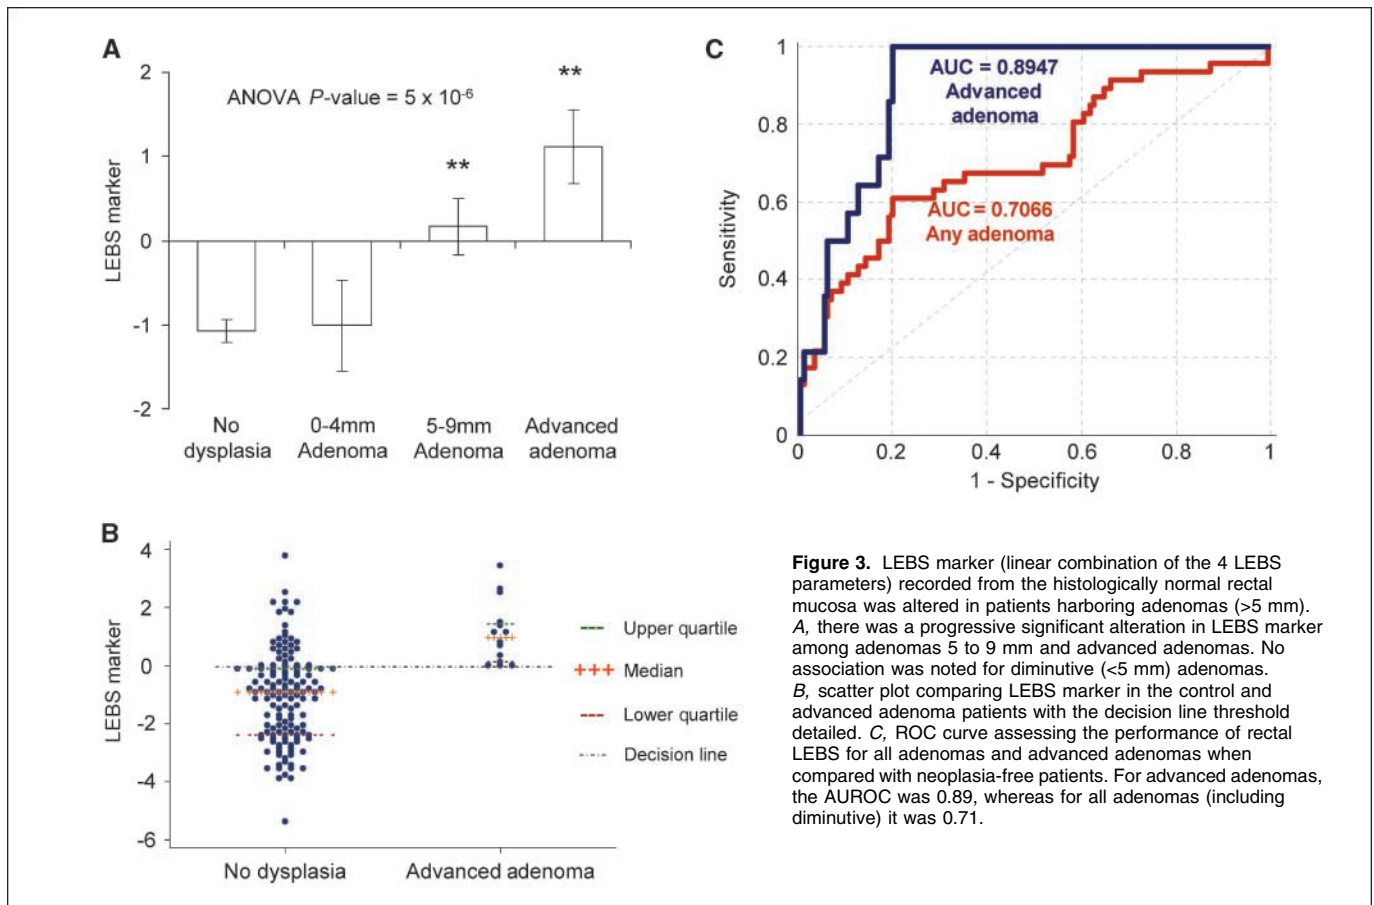 A
ANOVA P-value = 5 x 10-6
LEBS marker
2
1
0
-1
-2
**
**
No dysplasia
0-4mm Adenoma
5-9mm Adenoma
Advanced adenoma
B
LEBS marker
4
2
0
-2
-4
-6
No dysplasia
Advanced adenoma
Upper quartile
+++ Median
Lower quartile
Decision line
C
Sensitivity
1
0.8
0.6
0.4
0.2
0
AUC = 0.8947
Advanced
adenoma
AUC = 0.7066
Any adenoma
0 0.2 0.4 0.6 0.8 1
1 - Specificity
Figure 3. LEBS marker (linear combination of the 4 LEBS
parameters) recorded from the histologically normal rectal
mucosa was altered in patients harboring adenomas (>5 mm).
A, there was a progressive significant alteration in LEBS marker
among adenomas 5 to 9 mm and advanced adenomas. No
association was noted for diminutive (<5 mm) adenomas.
B, scatter plot comparing LEBS marker in the control and
advanced adenoma patients with the decision line threshold
detailed. C, ROC curve assessing the performance of rectal
LEBS for all adenomas and advanced adenomas when
compared with neoplasia-free patients. For advanced adenomas,
the AUROC was 0.89, whereas for all adenomas (including
diminutive) it was 0.71.